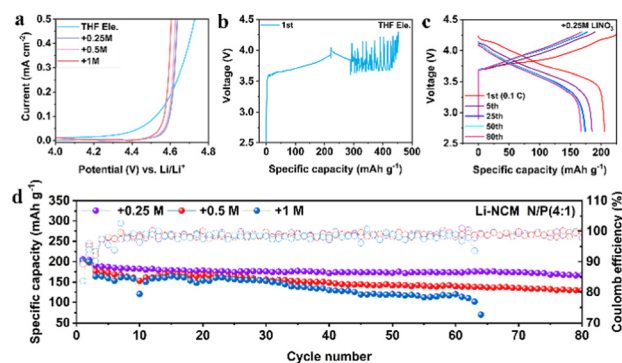 a
0.5
0.4
0.3
0.2
0.1
0.0
THF Ele.
+0.25M
+0.5M
+1M
4.0 4.2 4.4 4.6 4.8
Current (mA cm-2)
Potential (V) vs. Li/Li+
b
4.5
4.0
3.5
3.0
2.5
1st
THF Ele.
0 100 200 300 400 500
Voltage (V)
Specific capacity (mAh g-1)
c
4.5
4.0
3.5
3.0
2.5
+0.25M LiNO3
1st (0.1 C)
5th
25th
50th
80th
0 50 100 150 200
Voltage (V)
Specific capacity (mAh g-1)
d
350
300
250
200
150
100
50
+0.25 M +0.5 M +1 M
Li-NCM N/P(4:1)
110
100
90
80
70
0 10 20 30 40 50 60 70 80
Specific capacity (mAh g-1)
Coulomb efficiency (%)
Cycle number